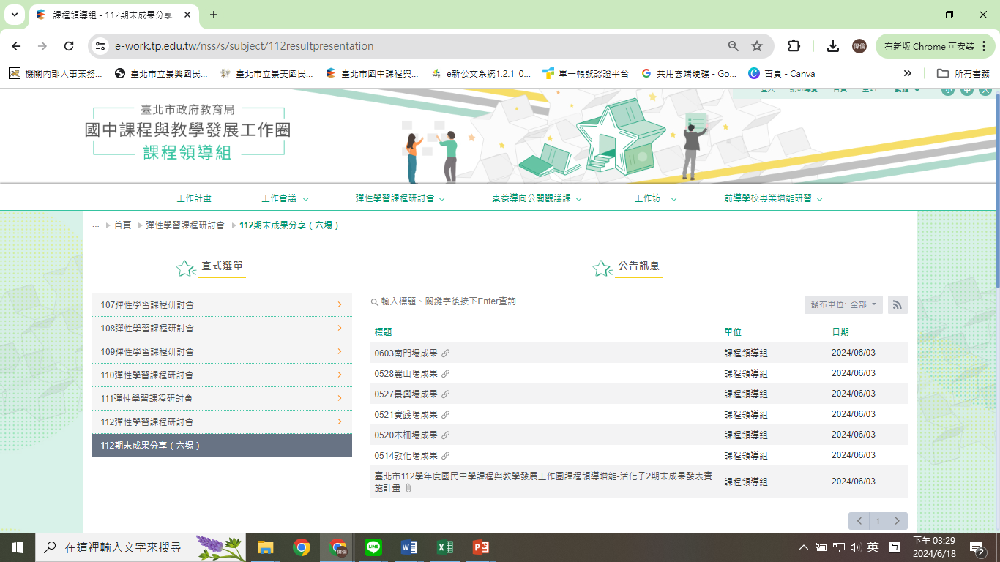 課程領導組 - 112期末成果分享
e-work.tp.edu.tw/nss/s/subject/112resultpresentation
偉倫
有新版 Chrome 可安裝
機關內部人事業務...
臺北市立景興國民...
臺北市立景美國民...
臺北市國中課程與...
e新公文系統1.2.1_0...
單一帳號認證平台
共用雲端硬碟 - Go...
首頁 - Canva
所有書籤
登入
網站導覽
首頁
主站
繁體
小
中
大
臺北市政府教育局
國中課程與教學發展工作圈
課程領導組
工作計畫
工作會議
彈性學習課程研討會
素養導向公開觀議課
工作坊
前導學校專業增能研習
首頁
彈性學習課程研討會
112期末成果分享（六場）
直式選單
107彈性學習課程研討會
108彈性學習課程研討會
109彈性學習課程研討會
110彈性學習課程研討會
111彈性學習課程研討會
112彈性學習課程研討會
112期末成果分享（六場）
公告訊息
輸入標題、關鍵字後按下Enter查詢
發布單位: 全部
標題 單位 日期
0603南門場成果 課程領導組 2024/06/03
0528麗山場成果 課程領導組 2024/06/03
0527景興場成果 課程領導組 2024/06/03
0521實踐場成果 課程領導組 2024/06/03
0520木柵場成果 課程領導組 2024/06/03
0514敦化場成果 課程領導組 2024/06/03
臺北市112學年度國民中學課程與教學發展工作圈課程領導增能-活化子2期末成果發表實
施計畫 課程領導組 2024/06/03
1
在這裡輸入文字來搜尋
偉倫
LINE
英
下午 03:29
2024/6/18
2